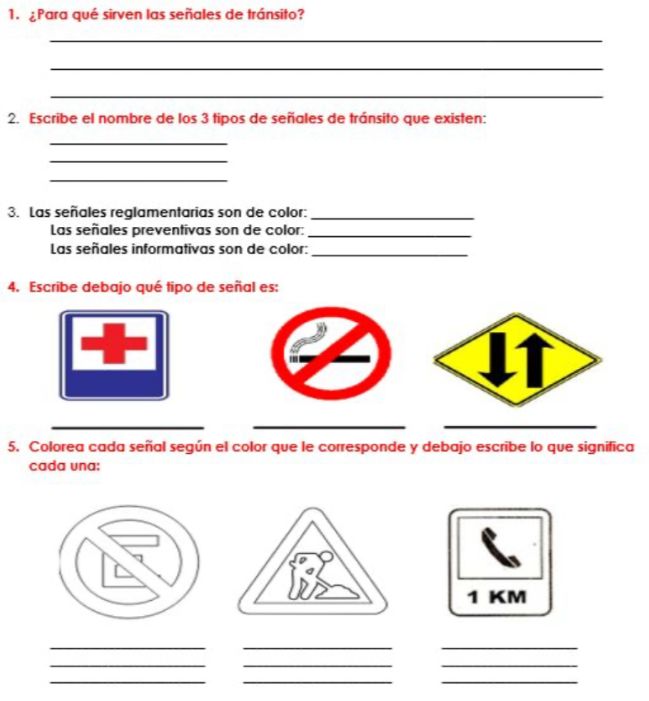 1. ¿Para qué sirven las señales de tránsito?
2. Escribe el nombre de los 3 tipos de señales de tránsito que existen:
3. Las señales reglamentarias son de color:
Las señales preventivas son de color:
Las señales informativas son de color:
4. Escribe debajo qué tipo de señal es:
5. Colorea cada señal según el color que le corresponde y debajo escribe lo que significa
cada una:
E
1 KM